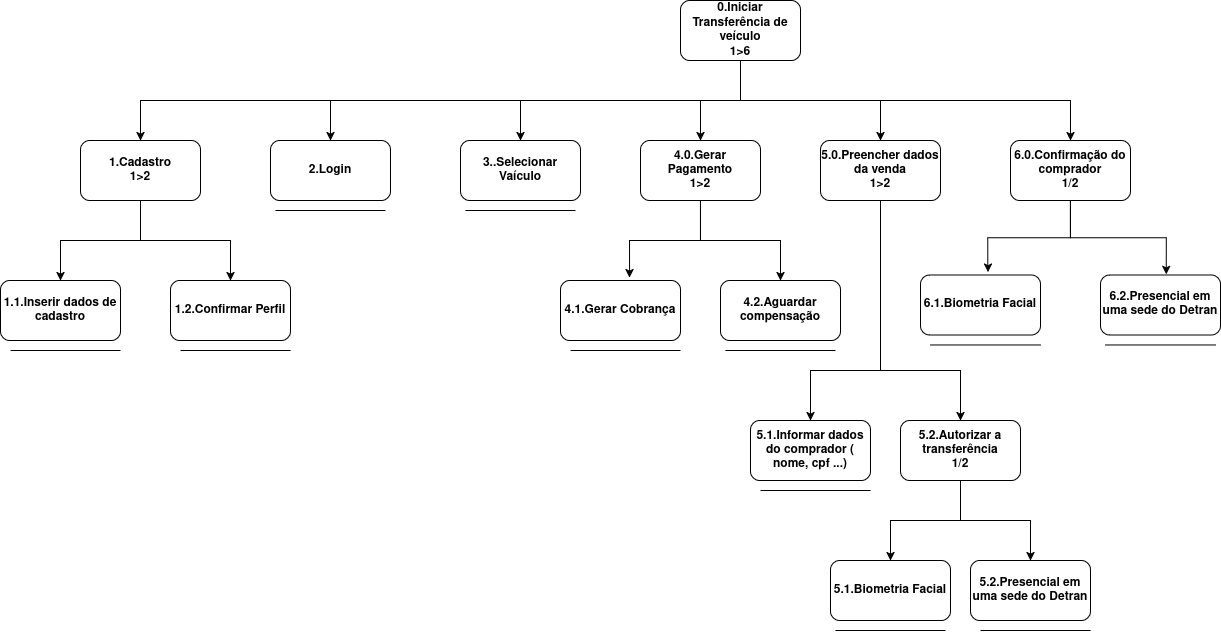 0.Iniciar
Transferência de
veículo
1>6
1.Cadastro
1>2
2.Login
3..Selecionar
Vaículo
4.0.Gerar
Pagamento
1>2
5.0.Preencher dados
da venda
1>2
6.0.Confirmação do
comprador
1/2
1.1.Inserir dados de
cadastro
1.2.Confirmar Perfil
4.1.Gerar Cobrança
4.2.Aguardar
compensação
6.1.Biometria Facial
6.2.Presencial em
uma sede do Detran
5.1.Informar dados
do comprador (
nome, cpf ...)
5.2.Autorizar a
transferência
1/2
5.1.Biometria Facial
5.2.Presencial em
uma sede do Detran